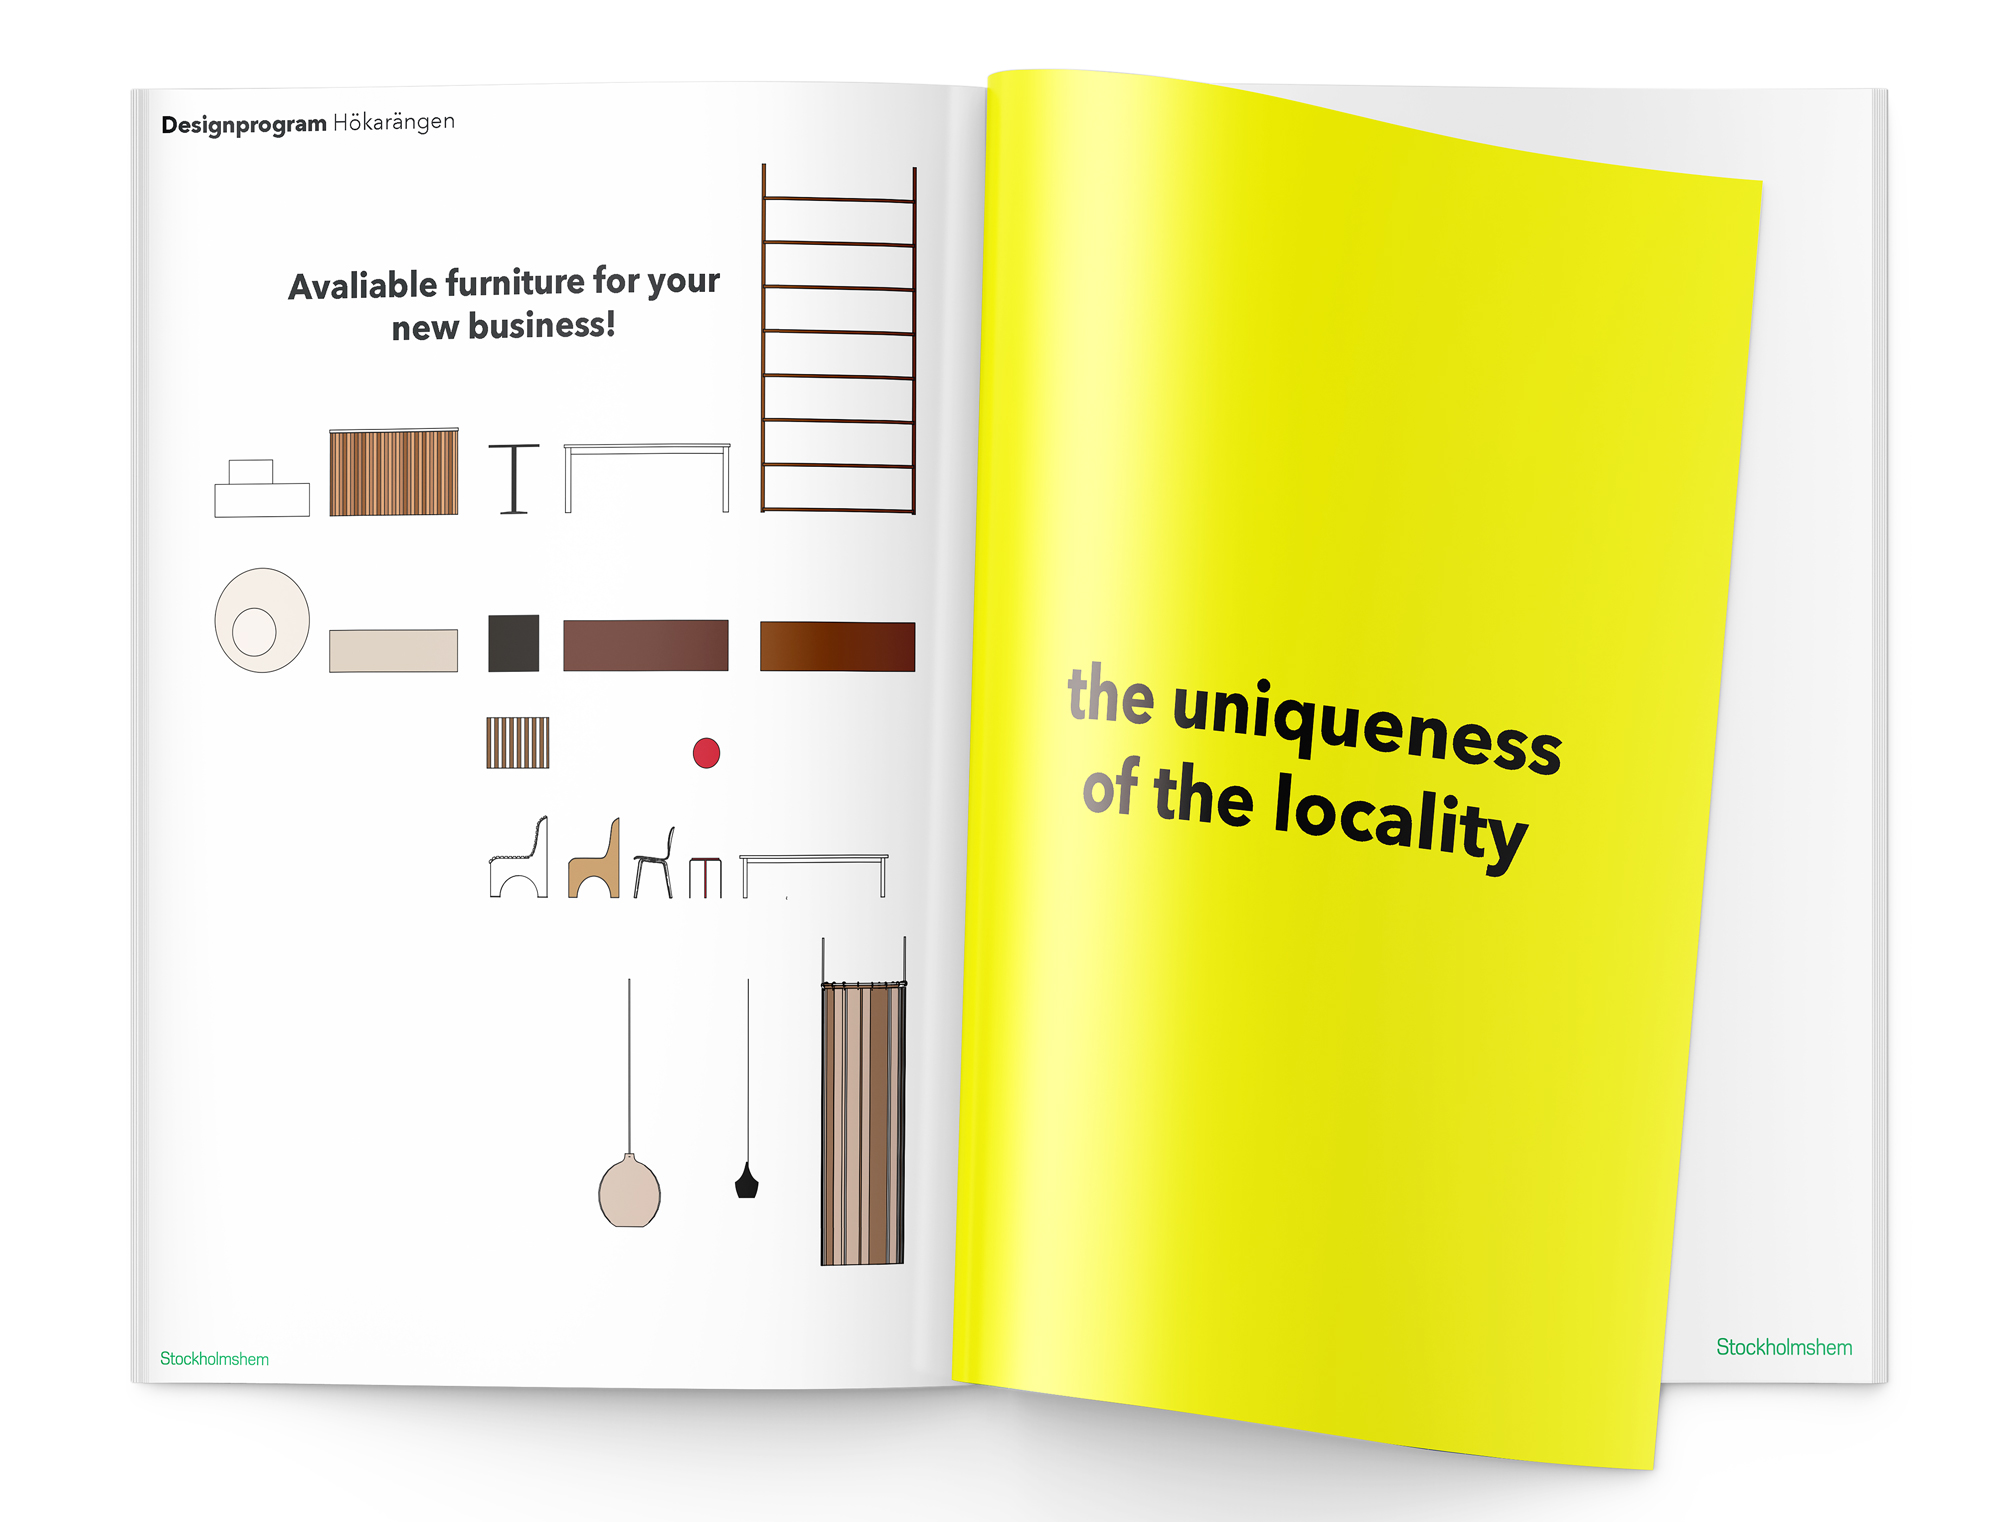 Designprogram Hökarängen
Avaliable furniture for your
new business!
Stockholmshem
the uniqueness
of the locality
Stockholmshem